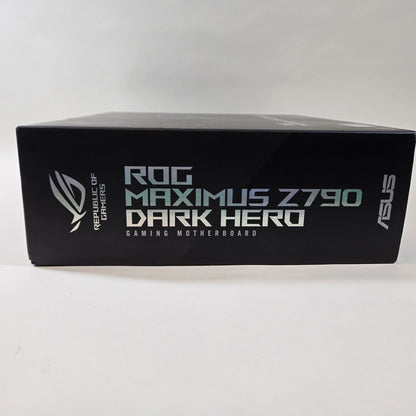 REPUBLIC OF
GAMERS
ROG
MAXIMUS Z790
DARK HERO
GAMING MOTHERBOARD
ASUS